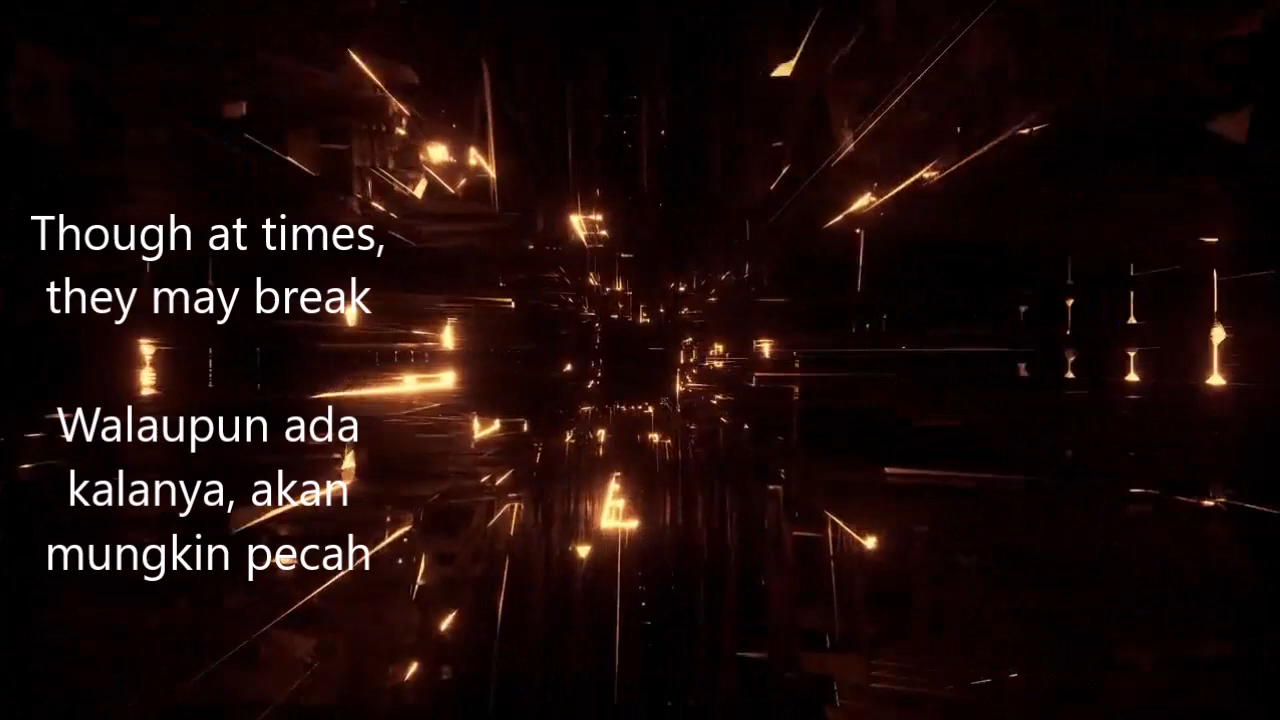 Though at times,
they may break
Walaupun ada
kalanya, akan
mungkin pecah